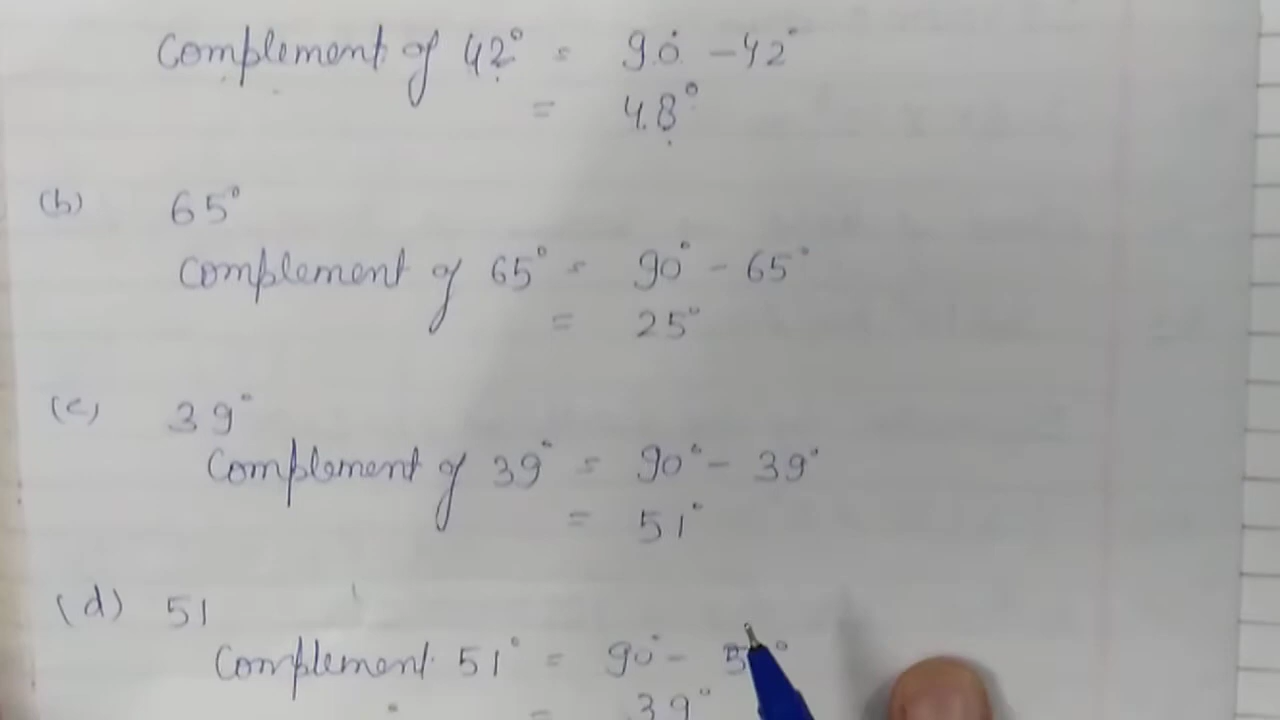 Complement of 42° = 90° - 42°
= 48°
(b) 65°
Complement of 65° = 90° - 65°
= 25°
(c) 39°
Complement of 39° = 90° - 39°
= 51°
(d) 51
Complement 51° = 90° - 5 °
= 39°